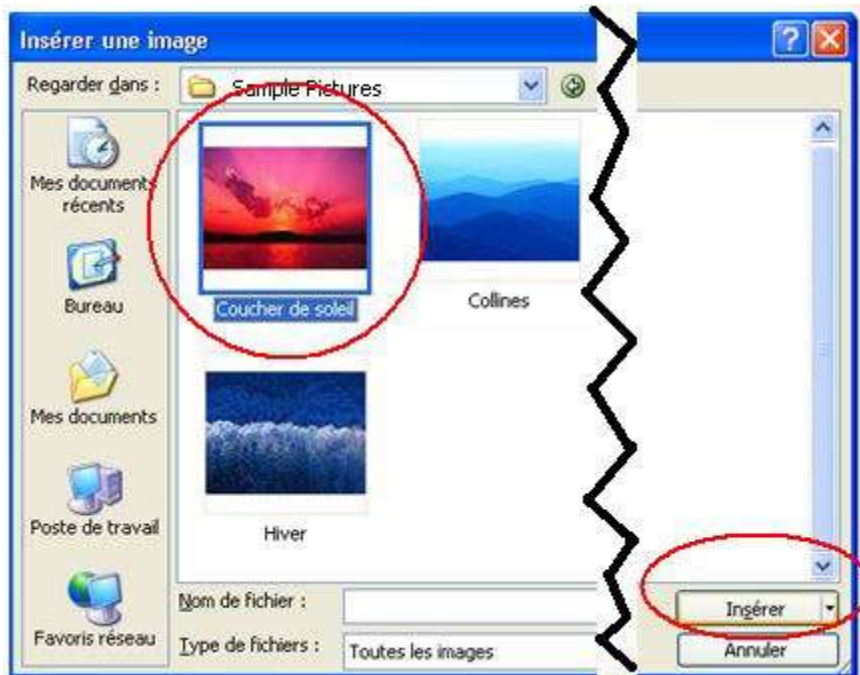 Insérer une image
Regarder dans :
Sample Pictures
Mes documents
récents
Bureau
Mes documents
Poste de travail
Favoris réseau
Coucher de soleil
Collines
Hiver
Nom de fichier :
Insérer
Type de fichiers :
Toutes les images
Annuler